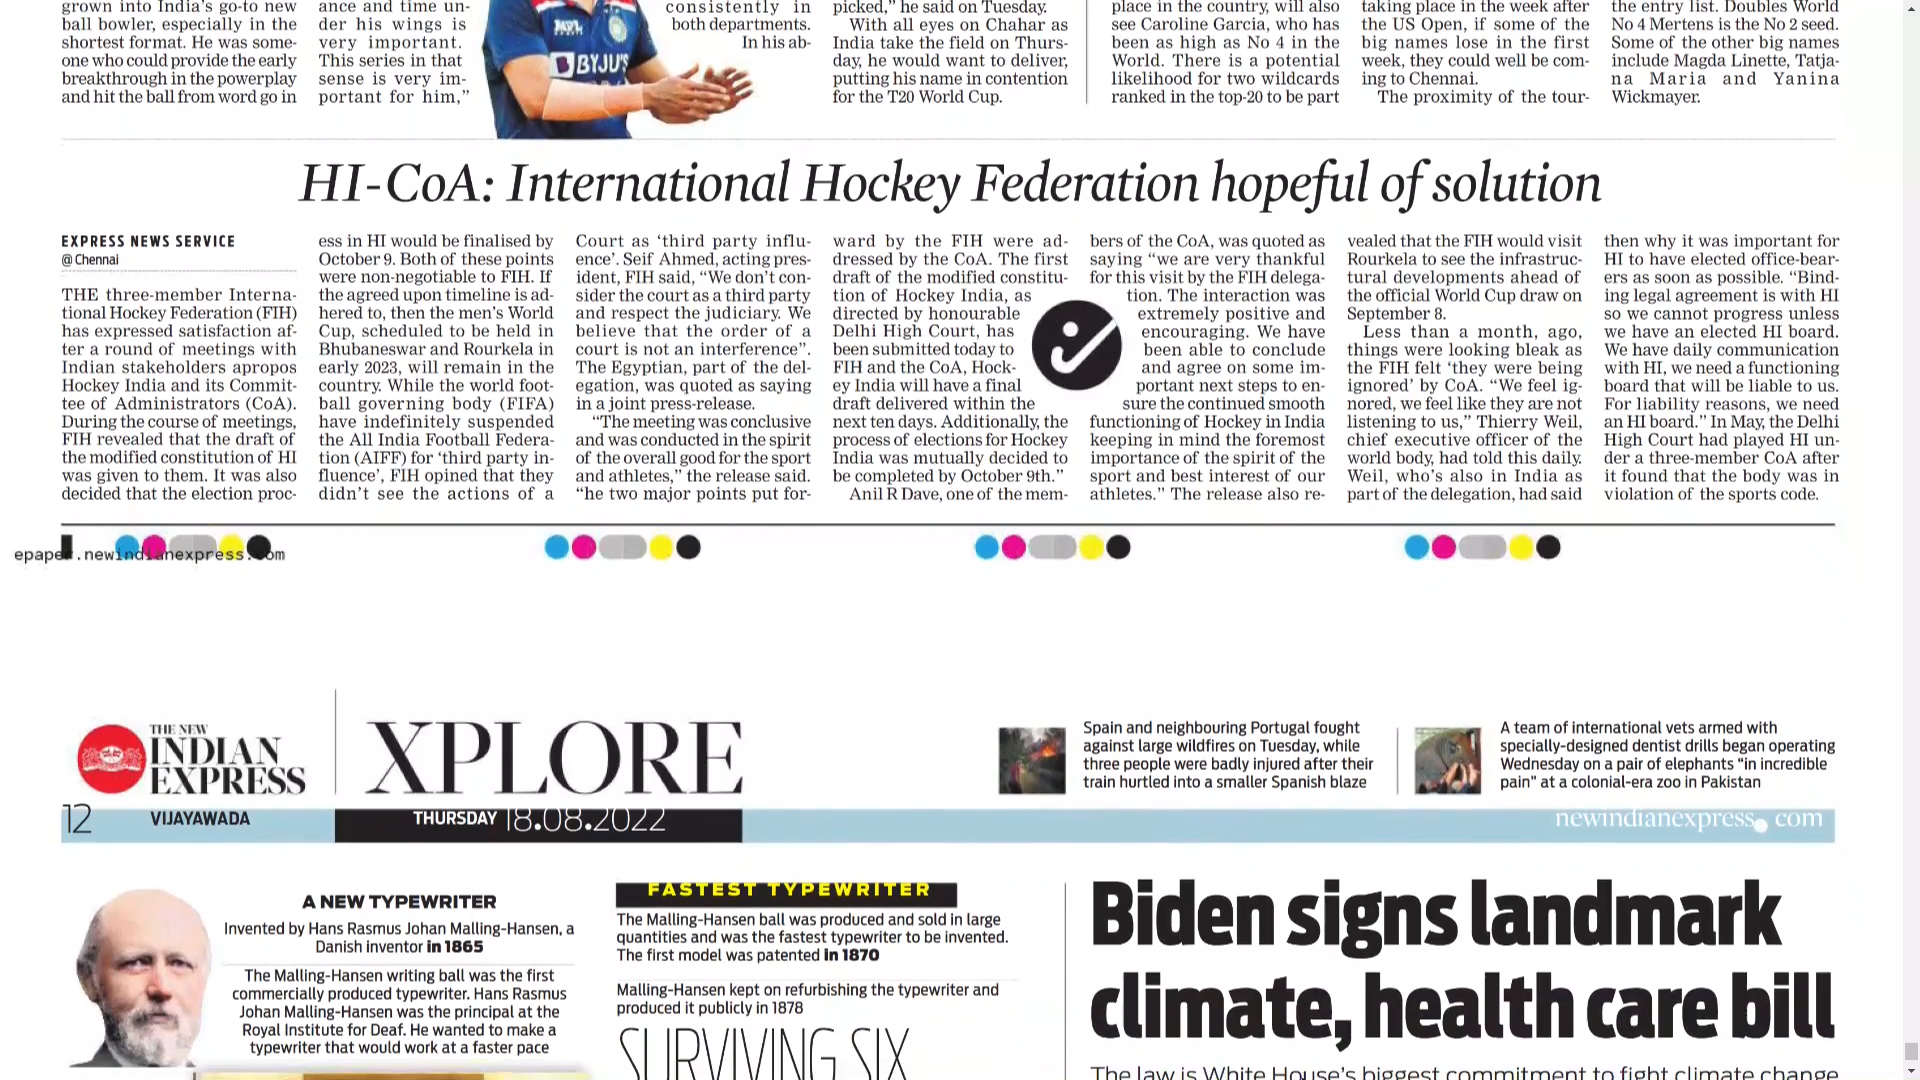 grown into India's go-to new
ball bowler, especially in the
shortest format. He was some-
one who could provide the early
breakthrough in the powerplay
and hit the ball from word go in
ance and time un-
der his wings is
very important.
This series in that
sense is very im-
portant for him,"
MPL
BYJU'S
consistently in
both departments.
In his ab-
picked," he said on Tuesday.
With all eyes on Chahar as
India take the field on Thurs-
day, he would want to deliver,
putting his name in contention
for the T20 World Cup.
place in the country, will also
see Caroline Garcia, who has
been as high as No 4 in the
World. There is a potential
likelihood for two wildcards
ranked in the top-20 to be part
taking place in the week after
the US Open, if some of the
big names lose in the first
week, they could well be com-
ing to Chennai.
The proximity of the tour-
the entry list. Doubles World
No 4 Mertens is the No 2 seed.
Some of the other big names
include Magda Linette, Tatja-
na Maria and Yanina
Wickmayer.
HI-CoA: International Hockey Federation hopeful of solution
EXPRESS NEWS SERVICE
@ Chennai
THE three-member Interna-
tional Hockey Federation (FIH)
has expressed satisfaction af-
ter a round of meetings with
Indian stakeholders apropos
Hockey India and its Commit-
tee of Administrators (CoA).
During the course of meetings,
FIH revealed that the draft of
the modified constitution of HI
was given to them. It was also
decided that the election proc-
ess in HI would be finalised by
October 9. Both of these points
were non-negotiable to FIH. If
the agreed upon timeline is ad-
hered to, then the men's World
Cup, scheduled to be held in
Bhubaneswar and Rourkela in
early 2023, will remain in the
country. While the world foot-
ball governing body (FIFA)
have indefinitely suspended
the All India Football Federa-
tion (AIFF) for 'third party in-
fluence', FIH opined that they
didn't see the actions of a
Court as 'third party influ-
ence'. Seif Ahmed, acting pres-
ident, FIH said, "We don't con-
sider the court as a third party
and respect the judiciary. We
believe that the order of a
court is not an interference".
The Egyptian, part of the del-
egation, was quoted as saying
in a joint press-release.
"The meeting was conclusive
and was conducted in the spirit
of the overall good for the sport
and athletes," the release said.
"he two major points put for-
ward by the FIH were ad-
dressed by the CoA. The first
draft of the modified constitu-
tion of Hockey India, as
directed by honourable
Delhi High Court, has
been submitted today to
FIH and the CoA, Hock-
ey India will have a final
draft delivered within the
next ten days. Additionally, the
process of elections for Hockey
India was mutually decided to
be completed by October 9th."
Anil R Dave, one of the mem-
bers of the CoA, was quoted as
saying "we are very thankful
for this visit by the FIH delega-
tion. The interaction was
extremely positive and
encouraging. We have
been able to conclude
and agree on some im-
portant next steps to en-
sure the continued smooth
functioning of Hockey in India
keeping in mind the foremost
importance of the spirit of the
sport and best interest of our
athletes." The release also re-
vealed that the FIH would visit
Rourkela to see the infrastruc-
tural developments ahead of
the official World Cup draw on
September 8.
Less than a month, ago,
things were looking bleak as
the FIH felt 'they were being
ignored' by CoA. "We feel ig-
nored, we feel like they are not
listening to us," Thierry Weil,
chief executive officer of the
world body, had told this daily.
Weil, who's also in India as
part of the delegation, had said
then why it was important for
HI to have elected office-bear-
ers as soon as possible. "Bind-
ing legal agreement is with HI
so we cannot progress unless
we have an elected HI board.
We have daily communication
with HI, we need a functioning
board that will be liable to us.
For liability reasons, we need
an HI board." In May, the Delhi
High Court had played HI un-
der a three-member CoA after
it found that the body was in
violation of the sports code.
epaper.newindianexpress.com
THE NEW
INDIAN
EXPRESS
XPLORE
Spain and neighbouring Portugal fought
against large wildfires on Tuesday, while
three people were badly injured after their
train hurtled into a smaller Spanish blaze
A team of international vets armed with
specially-designed dentist drills began operating
Wednesday on a pair of elephants "in incredible
pain" at a colonial-era zoo in Pakistan
12
VIJAYAWADA
THURSDAY 18.08.2022
newindianexpress.com
A NEW TYPEWRITER
Invented by Hans Rasmus Johan Malling-Hansen, a
Danish inventor in 1865
The Malling-Hansen writing ball was the first
commercially produced typewriter. Hans Rasmus
Johan Malling-Hansen was the principal at the
Royal Institute for Deaf. He wanted to make a
typewriter that would work at a faster pace
FASTEST TYPEWRITER
The Malling-Hansen ball was produced and sold in large
quantities and was the fastest typewriter to be invented.
The first model was patented in 1870
Malling-Hansen kept on refurbishing the typewriter and
produced it publicly in 1878
SURVIVING SIX
Biden signs landmark
climate, health care bill
The law is White House's biggest commitment to fight climate change